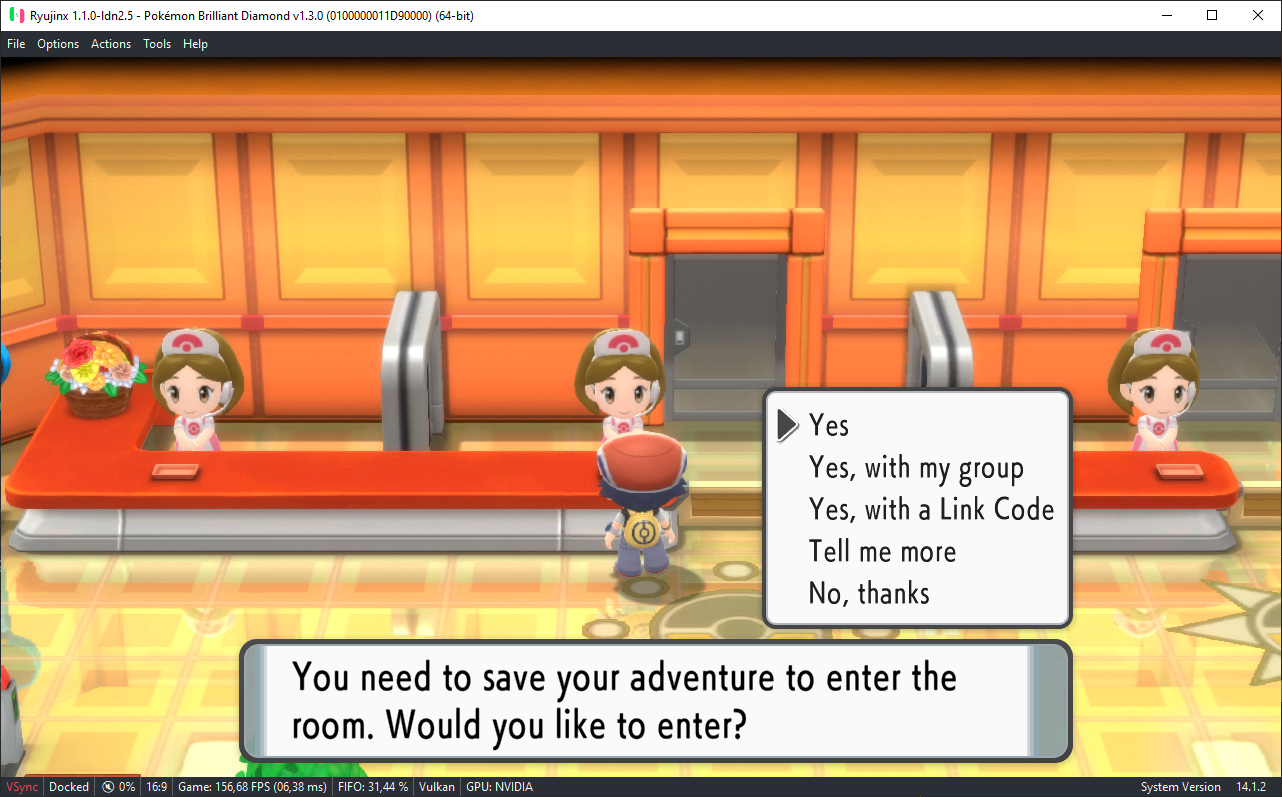 Ryujinx 1.1.0-ldn2.5 - Pokémon Brilliant Diamond v1.3.0 (0100000011D90000) (64-bit)
File Options Actions Tools Help
Yes
Yes, with my group
Yes, with a Link Code
Tell me more
No, thanks
You need to save your adventure to enter the
room. Would you like to enter?
VSync Docked 0% 16:9 Game: 156,68 FPS (06,38 ms) FIFO: 31,44 % Vulkan GPU: NVIDIA System Version 14.1.2